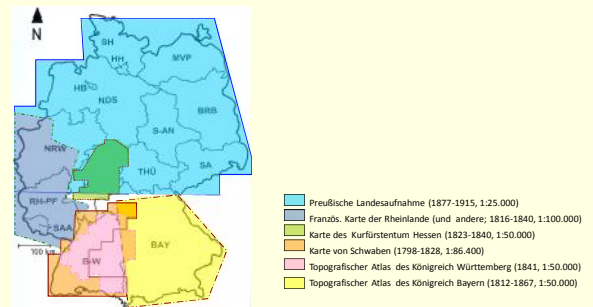 N
SH
HH
MVP
HB
NDS
BRB
S-AN
NRW
THÜ
SA
RH-PF
SAA
100 km
B-W
BAY
Preußische Landesaufnahme (1877-1915, 1:25.000)
Französ. Karte der Rheinlande (und andere; 1816-1840, 1:100.000)
Karte des Kurfürstentum Hessen (1823-1840, 1:50.000)
Karte von Schwaben (1798-1828, 1:86.400)
Topografischer Atlas des Königreich Württemberg (1841, 1:50.000)
Topografischer Atlas des Königreich Bayern (1812-1867, 1:50.000)